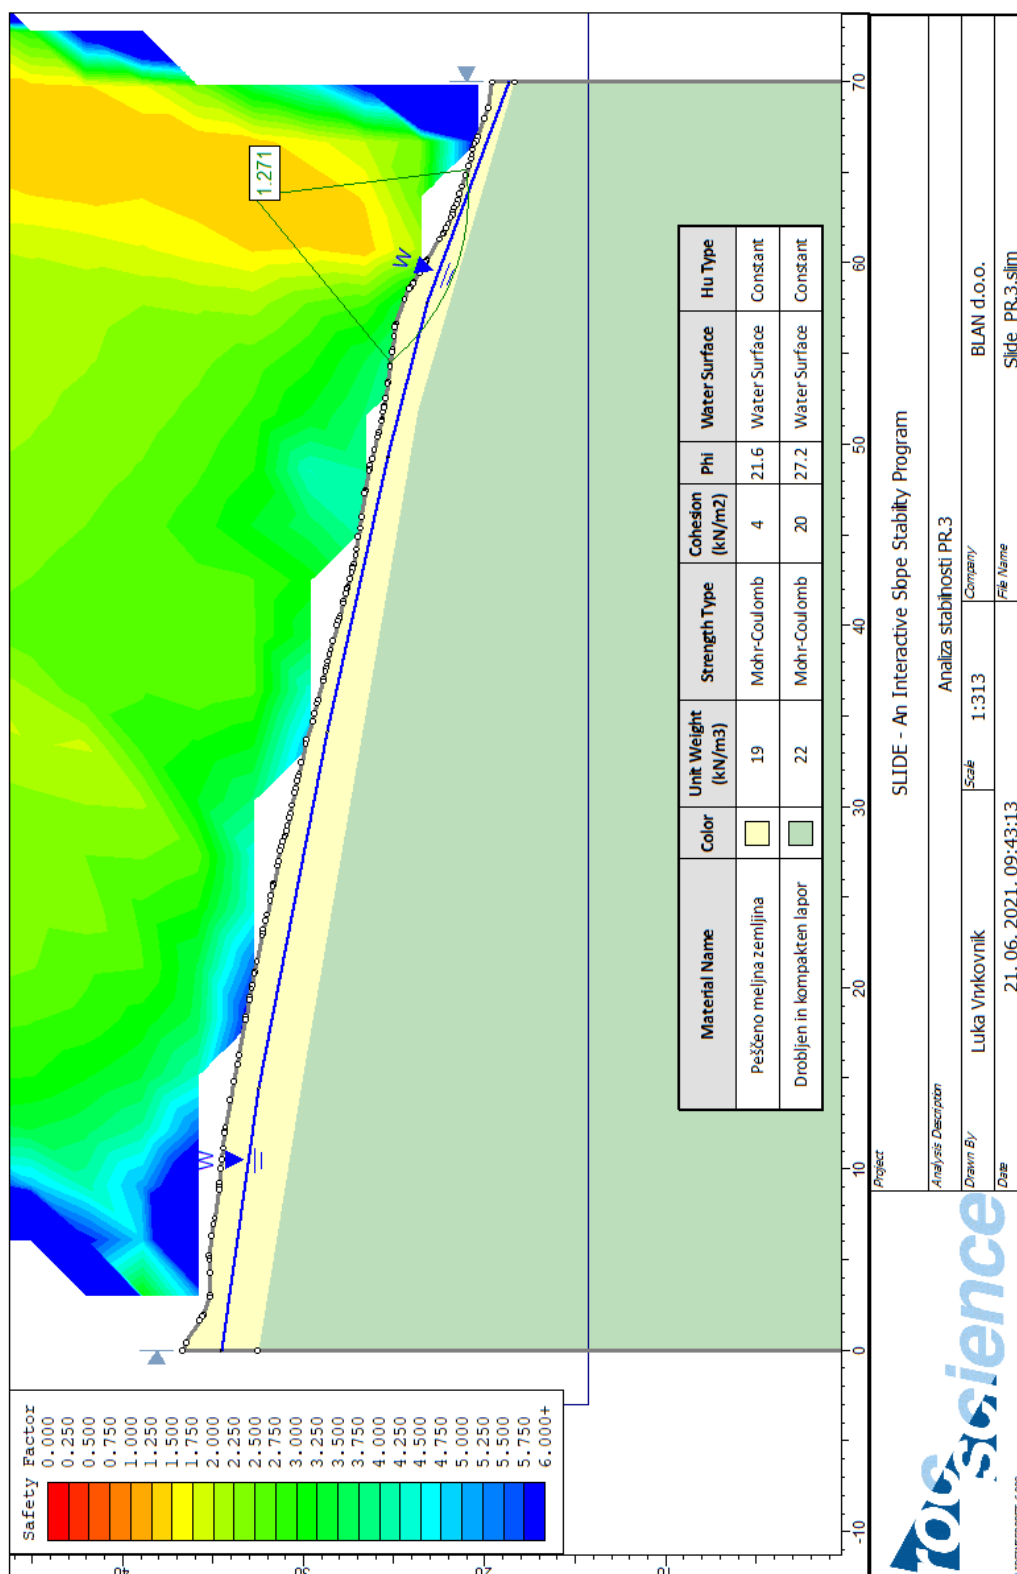 Safety Factor
0.000
0.250
0.500
0.750
1.000
1.250
1.500
1.750
2.000
2.250
2.500
2.750
3.000
3.250
3.500
3.750
4.000
4.250
4.500
4.750
5.000
5.250
5.500
5.750
6.000+
1.271
W
W
Material Name Color Unit Weight (kN/m3) Strength Type Cohesion (kN/m2) Phi Water Surface Hu Type
Peščeno meljna zemljina 19 Mohr-Coulomb 4 21.6 Water Surface Constant
Drobljen in kompakten lapor 22 Mohr-Coulomb 20 27.2 Water Surface Constant
40
20
-10 0 10 20 30 40 50 60 70
rocscience
Project
SLIDE - An Interactive Slope Stability Program
Analysis Description
Analiza stabilnosti PR.3
Drawn By
Luka Vnukovnik
Scale
1:313
Company
BLAN d.o.o.
Date
21. 06. 2021, 09:43:13
File Name
Slide_PR.3.slim